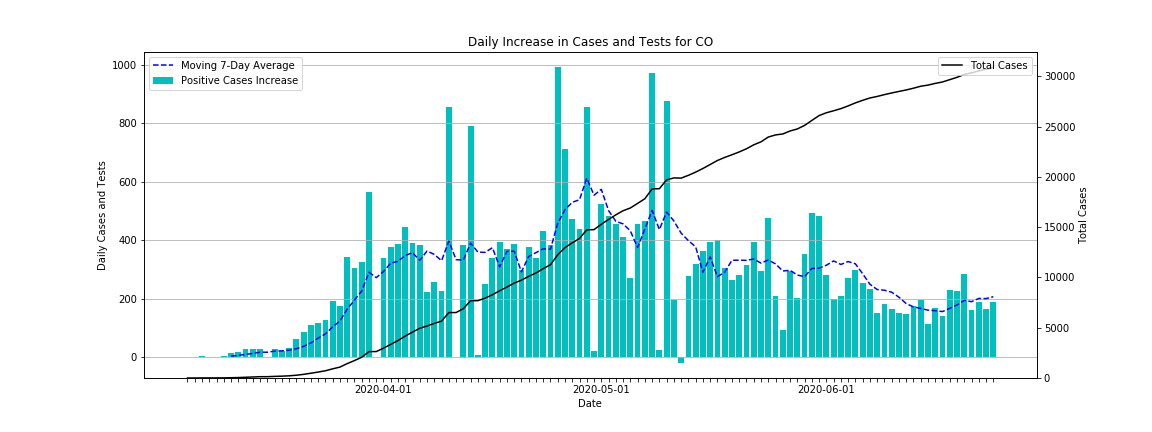 Daily Increase in Cases and Tests for CO
Moving 7-Day Average
Positive Cases Increase
Total Cases
1000
800
600
400
200
0
Daily Cases and Tests
30000
25000
20000
15000
10000
5000
0
Total Cases
2020-04-01
2020-05-01
2020-06-01
Date